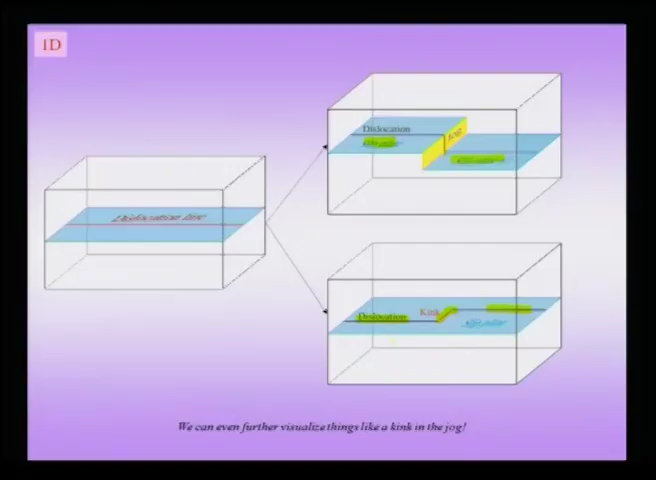 1D
Dislocation
Jog
Dislocation line
Dislocation
Kink
We can even further visualize things like a kink in the jog!